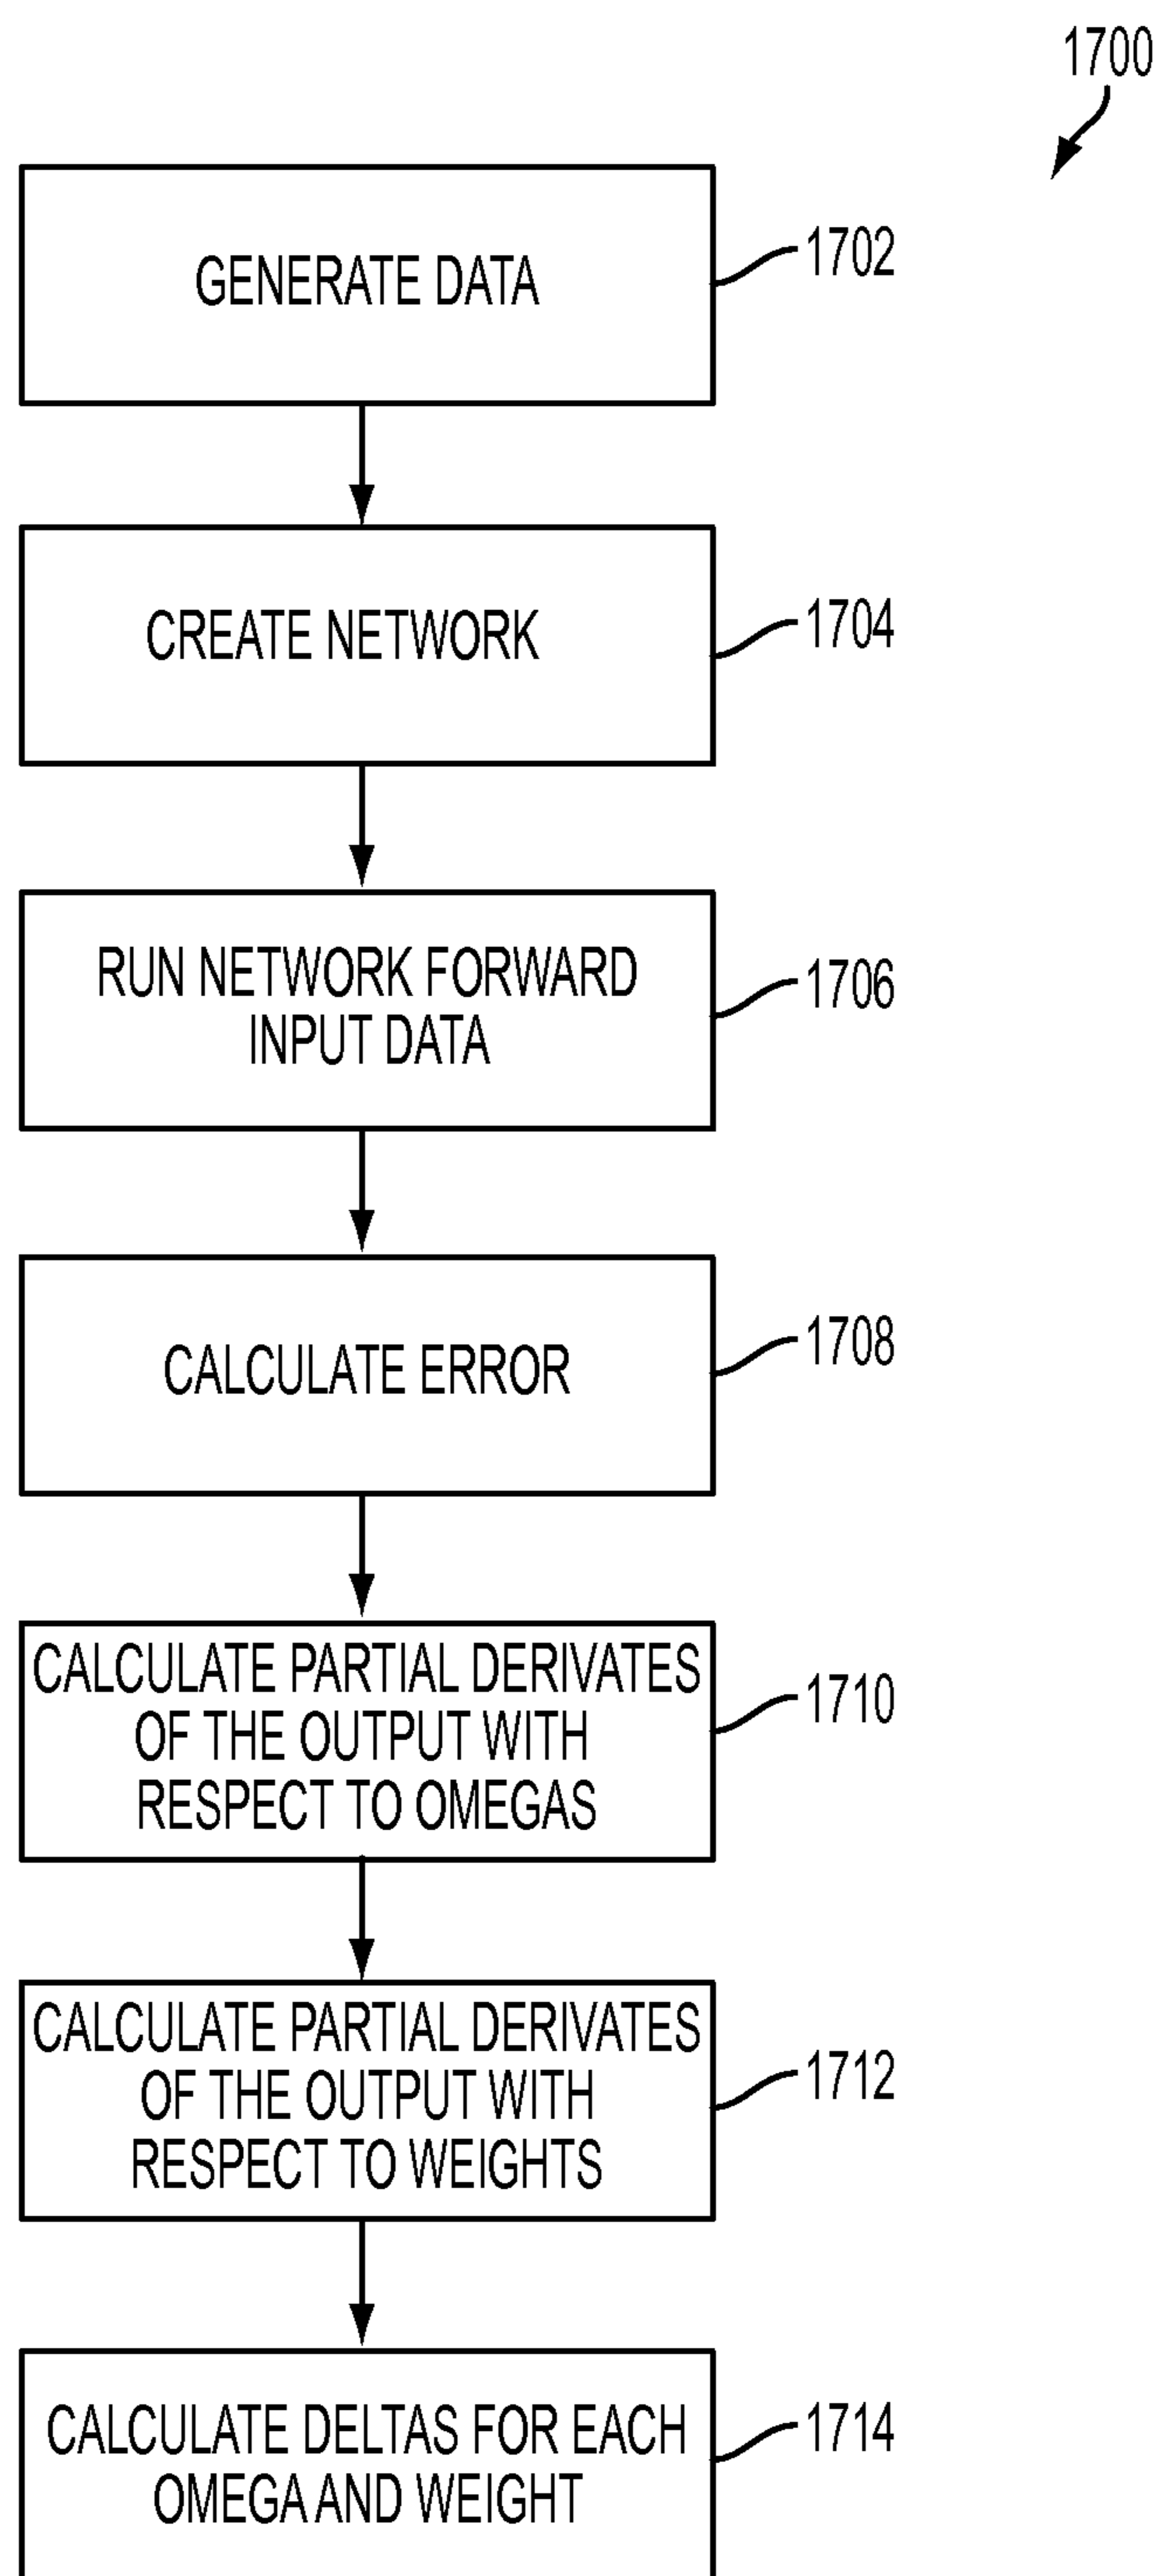 1700
GENERATE DATA
1702
CREATE NETWORK
1704
RUN NETWORK FORWARD
INPUT DATA
1706
CALCULATE ERROR
1708
CALCULATE PARTIAL DERIVATES
OF THE OUTPUT WITH
RESPECT TO OMEGAS
1710
CALCULATE PARTIAL DERIVATES
OF THE OUTPUT WITH
RESPECT TO WEIGHTS
1712
CALCULATE DELTAS FOR EACH
OMEGA AND WEIGHT
1714